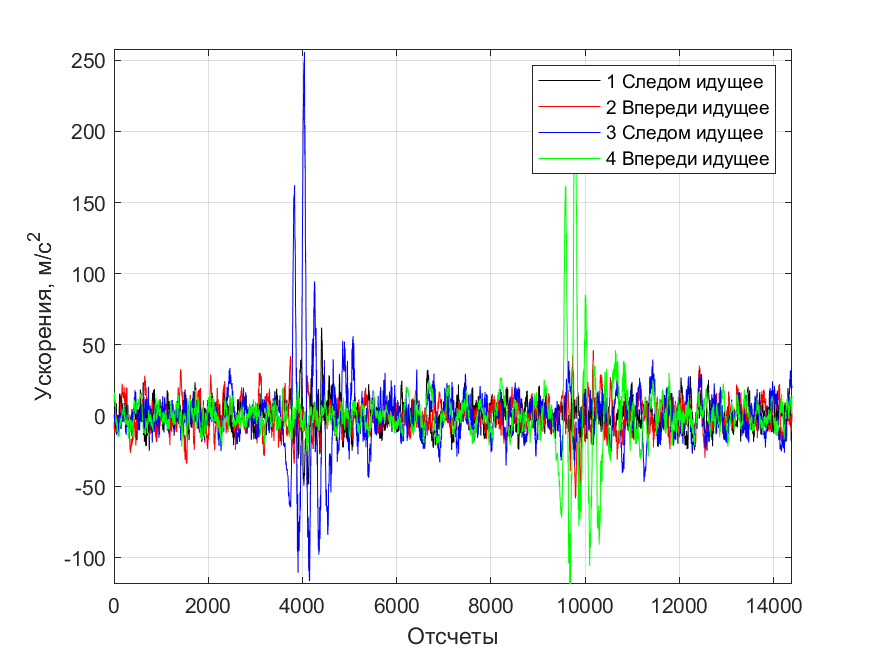 250
200
150
100
50
0
-50
-100
Ускорения, м/с²
1 Следом идущее
2 Впереди идущее
3 Следом идущее
4 Впереди идущее
0 2000 4000 6000 8000 10000 12000 14000
Отсчеты